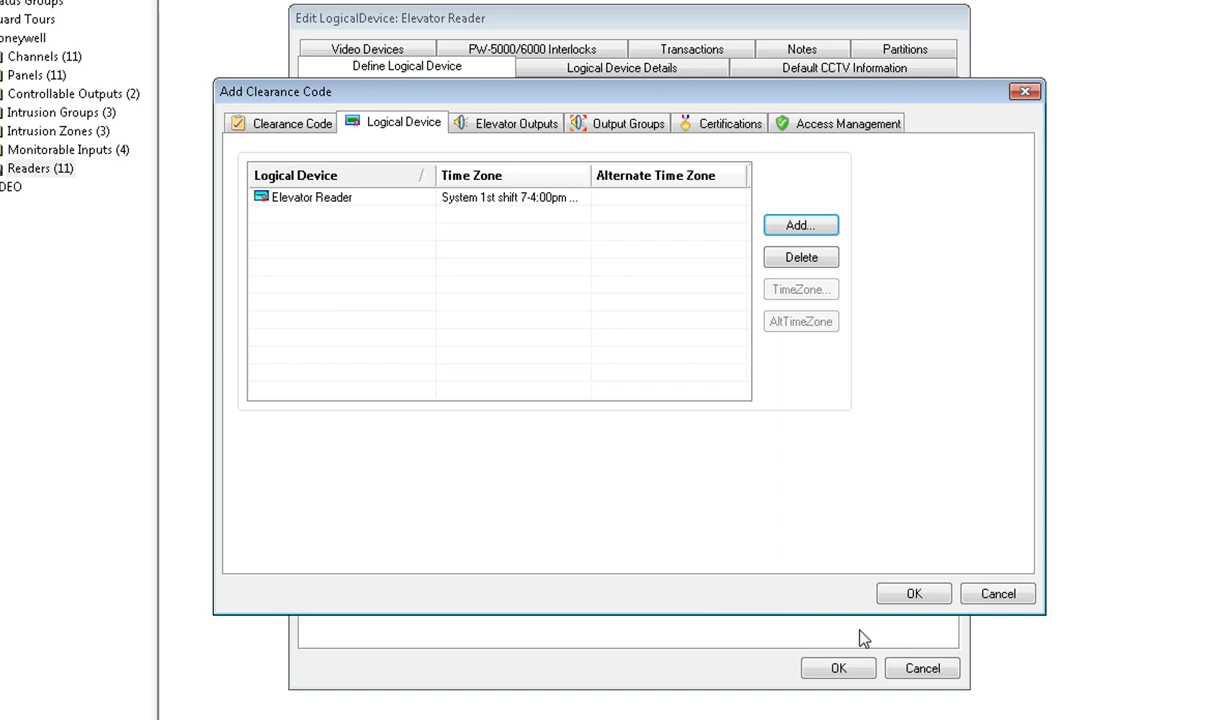 atus Groups
uard Tours
oneywell
Channels (11)
Panels (11)
Controllable Outputs (2)
Intrusion Groups (3)
Intrusion Zones (3)
Monitorable Inputs (4)
Readers (11)
DEO
Edit LogicalDevice: Elevator Reader
Video Devices PW-5000/6000 Interlocks Transactions Notes Partitions
Define Logical Device Logical Device Details Default CCTV Information
Add Clearance Code
Clearance Code Logical Device Elevator Outputs Output Groups Certifications Access Management
Logical Device / Time Zone Alternate Time Zone
Elevator Reader System 1st shift 7-4:00pm ...
Add...
Delete
TimeZone...
AltTimeZone
OK Cancel
OK Cancel